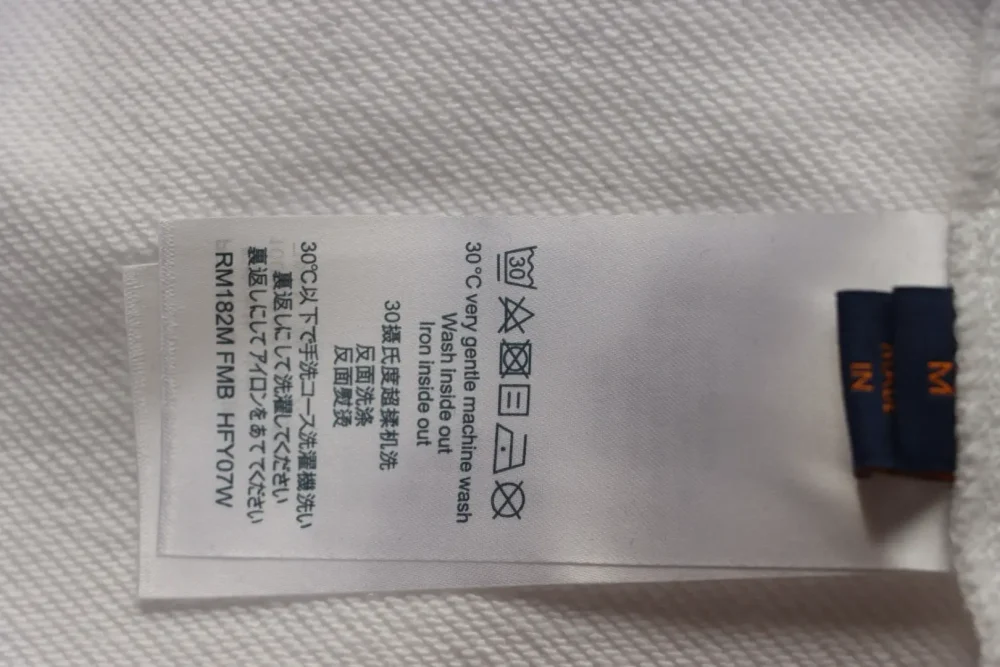 30
30°C very gentle machine wash
Wash inside out
Iron inside out
30摄氏度超揉机洗
反面洗涤
反面熨烫
30℃以下で手洗コース洗濯機洗い
裏返しにして洗濯してください
裏返しにしてアイロンをあててください
RM182M FMB HFY07W
M
IN